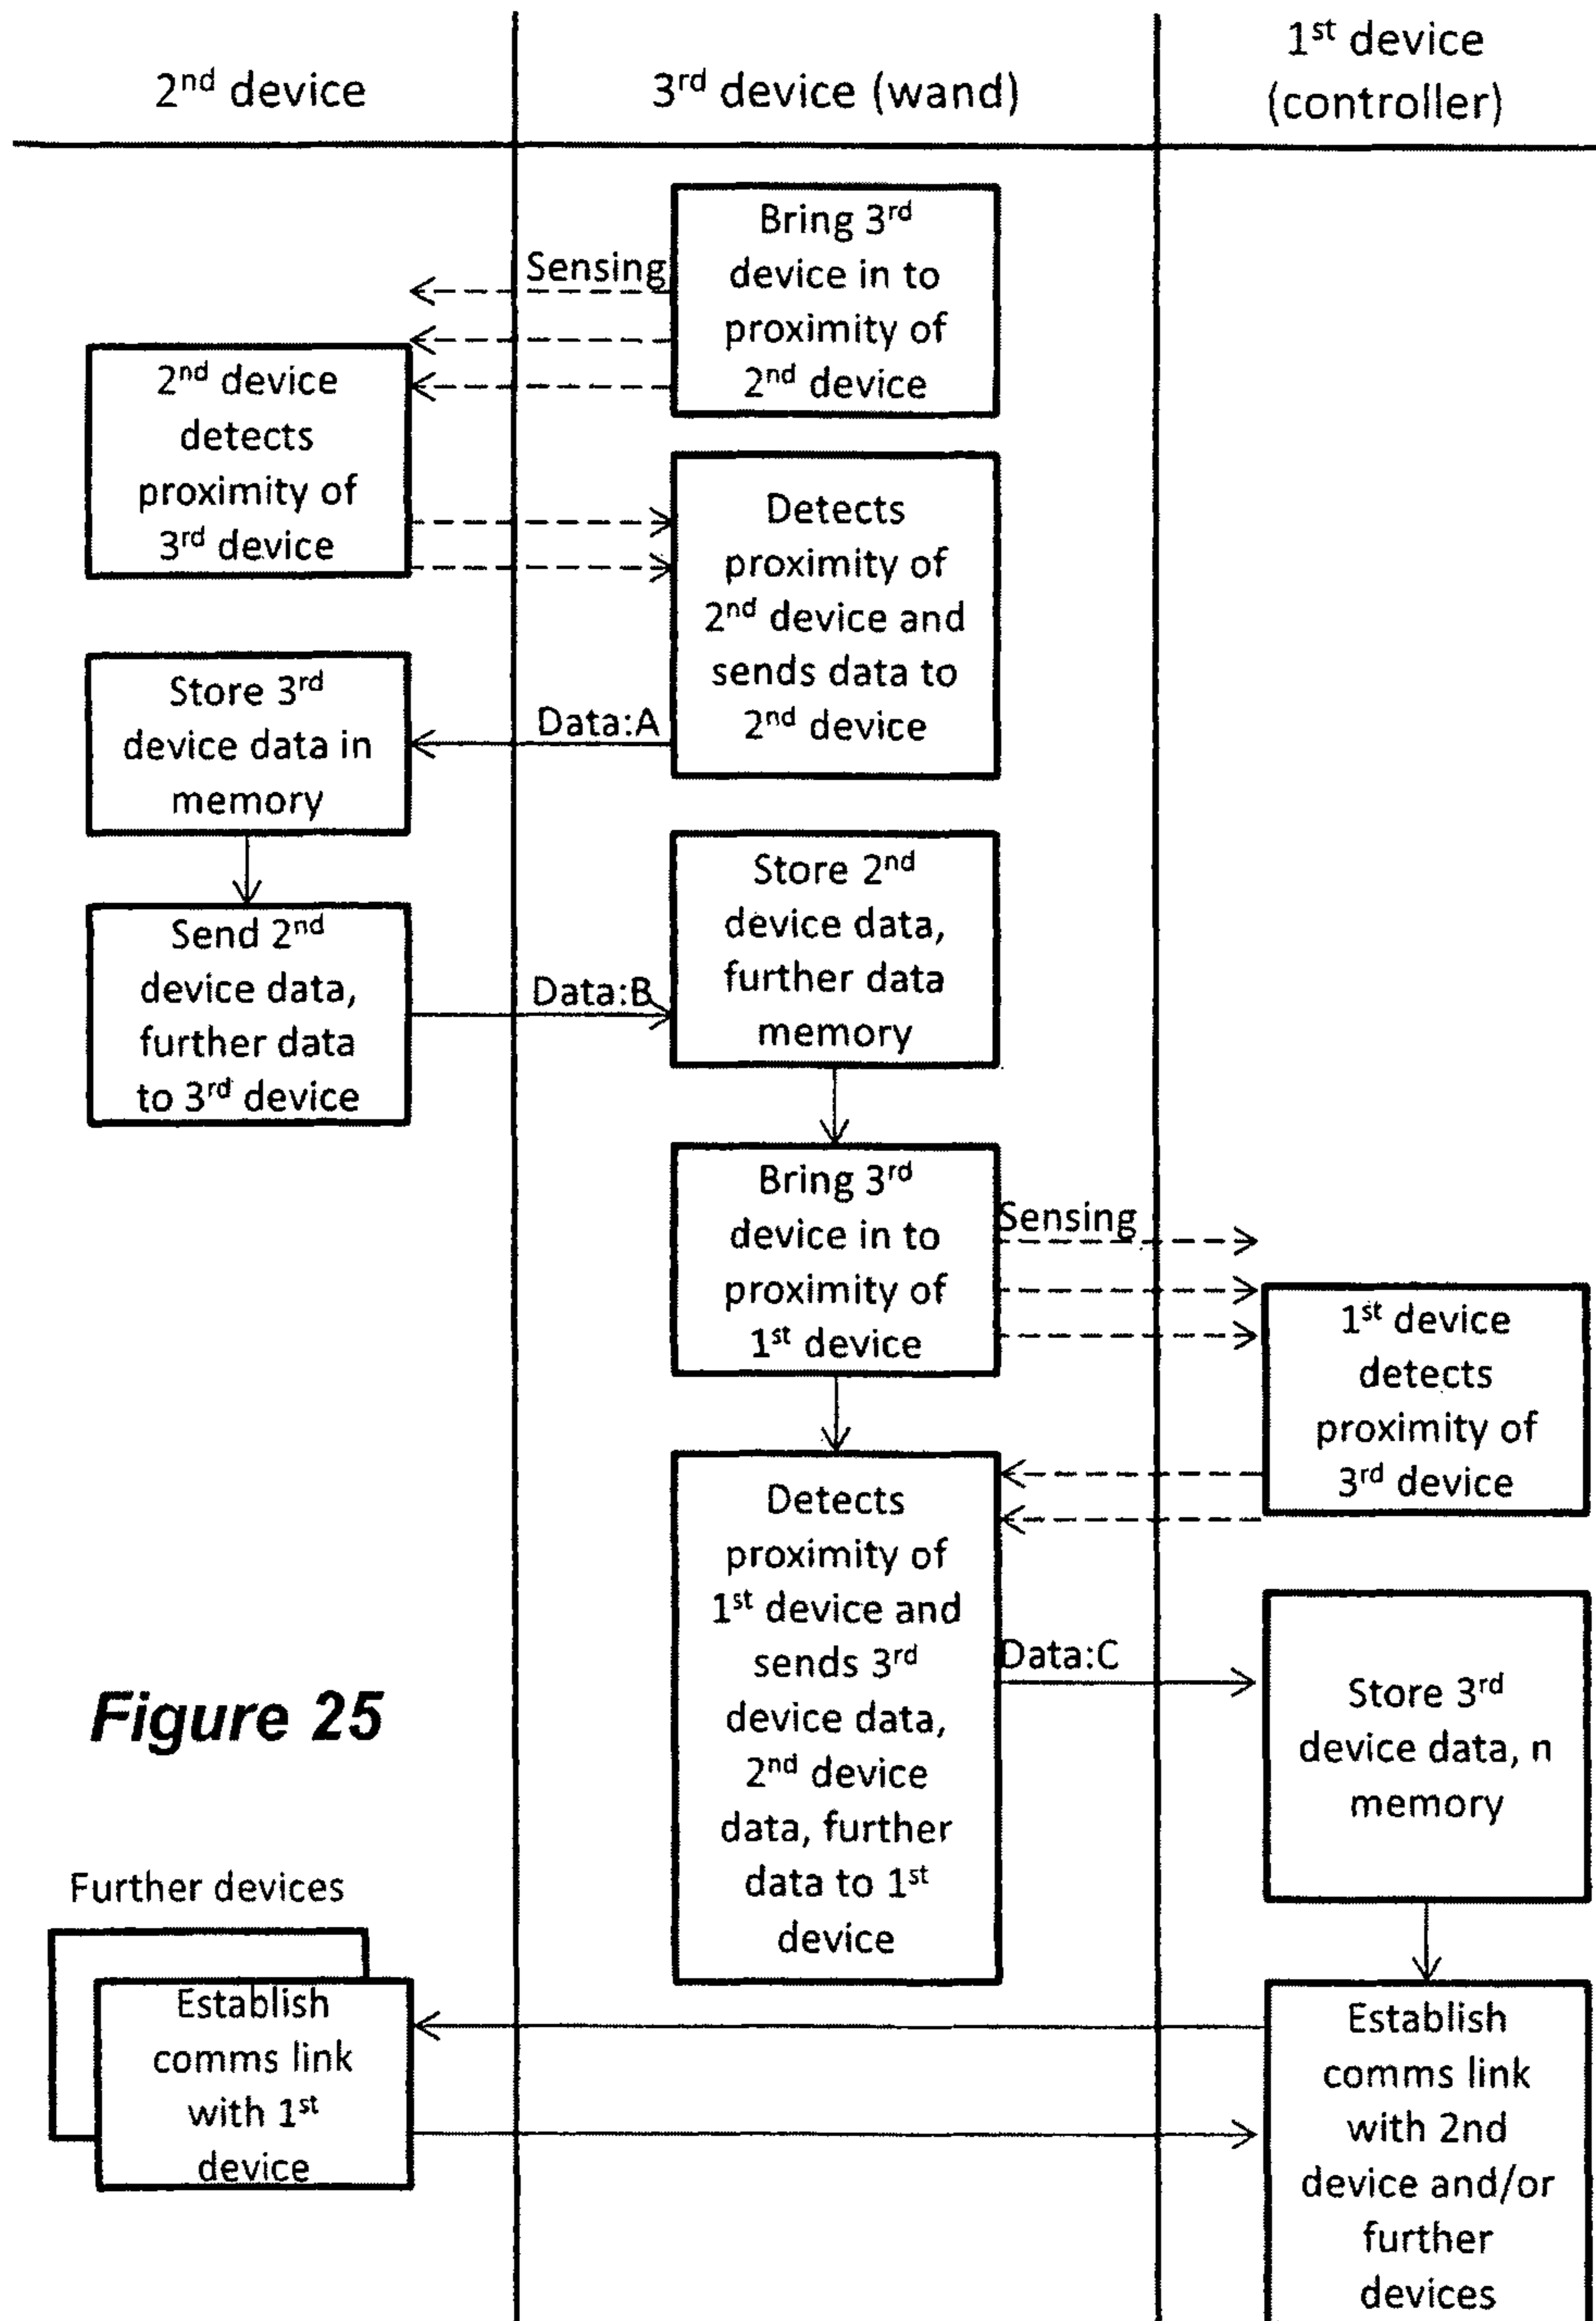 2nd device
3rd device (wand)
1st device
(controller)
Bring 3rd
device in to
proximity of
2nd device
Sensing
2nd device
detects
proximity of
3rd device
Detects
proximity of
2nd device and
sends data to
2nd device
Data:A
Store 3rd
device data in
memory
Send 2nd
device data,
further data
to 3rd device
Data:B
Store 2nd
device data,
further data
memory
Bring 3rd
device in to
proximity of
1st device
Sensing
1st device
detects
proximity of
3rd device
Detects
proximity of
1st device and
sends 3rd
device data,
2nd device
data, further
data to 1st
device
Data:C
Store 3rd
device data, n
memory
Figure 25
Further devices
Establish
comms link
with 1st
device
Establish
comms link
with 2nd
device and/or
further
devices